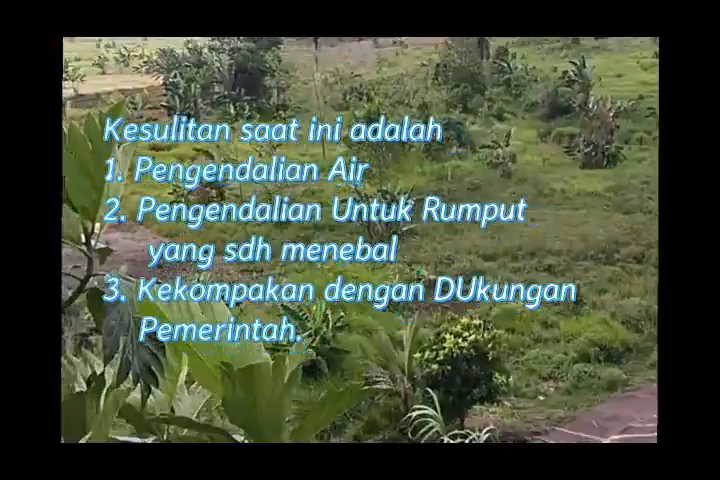 Kesulitan saat ini adalah
1. Pengendalian Air
2. Pengendalian Untuk Rumput
yang sdh menebal
3. Kekompakan dengan DUkungan
Pemerintah.